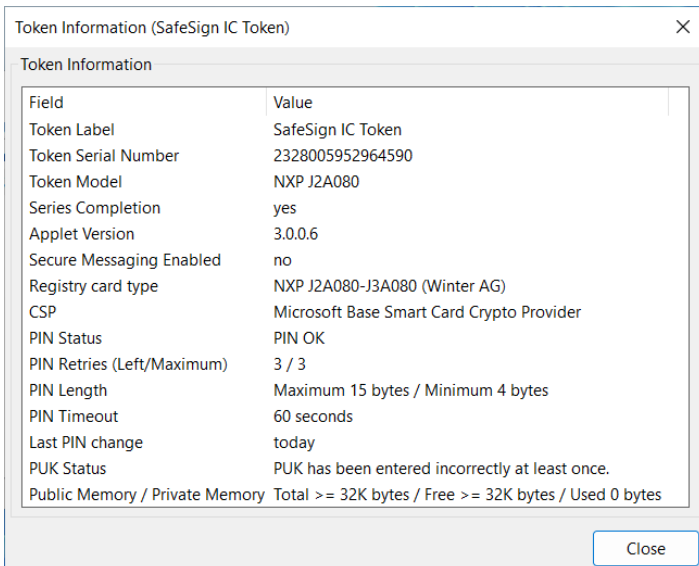 Token Information (SafeSign IC Token)
Token Information
Field Value
Token Label SafeSign IC Token
Token Serial Number 2328005952964590
Token Model NXP J2A080
Series Completion yes
Applet Version 3.0.0.6
Secure Messaging Enabled no
Registry card type NXP J2A080-J3A080 (Winter AG)
CSP Microsoft Base Smart Card Crypto Provider
PIN Status PIN OK
PIN Retries (Left/Maximum) 3 / 3
PIN Length Maximum 15 bytes / Minimum 4 bytes
PIN Timeout 60 seconds
Last PIN change today
PUK Status PUK has been entered incorrectly at least once.
Public Memory / Private Memory Total >= 32K bytes / Free >= 32K bytes / Used 0 bytes
Close